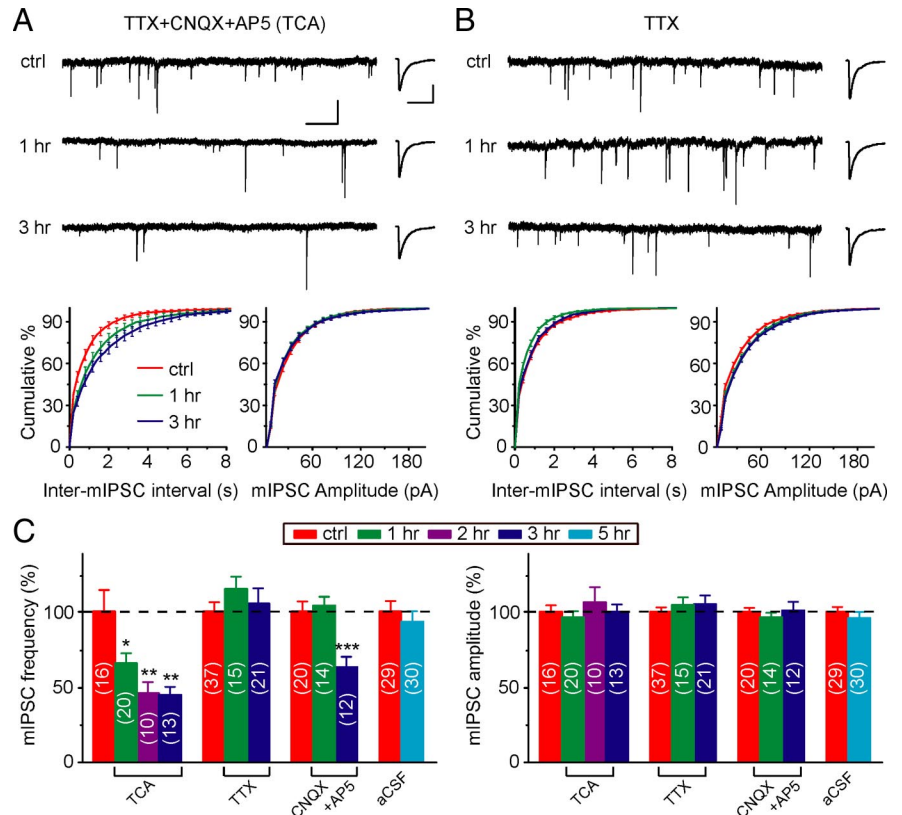 A
TTX+CNQX+AP5 (TCA)
ctrl
1 hr
3 hr
Cumulative %
90
60
30
0
ctrl
1 hr
3 hr
0 2 4 6 8
Inter-mIPSC interval (s)
90
60
30
0
60 120 180
mIPSC Amplitude (pA)
B
TTX
ctrl
1 hr
3 hr
Cumulative %
90
60
30
0
0 2 4 6 8
Inter-mIPSC interval (s)
90
60
30
0
60 120 180
mIPSC Amplitude (pA)
C
ctrl 1 hr 2 hr 3 hr 5 hr
mIPSC frequency (%)
100
50
0
* ** ** ***
(16) (20) (10) (13) (37) (15) (21) (20) (14) (12) (29) (30)
TCA
TTX
CNQX
+AP5
aCSF
mIPSC amplitude (%)
100
50
0
(16) (20) (10) (13) (37) (15) (21) (20) (14) (12) (29) (30)
TCA
TTX
CNQX
+AP5
aCSF